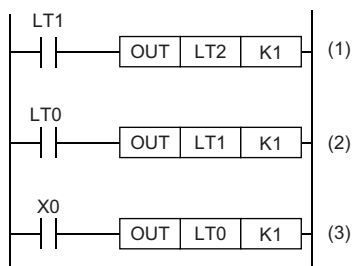 LT1
OUT LT2 K1 (1)
LT0
OUT LT1 K1 (2)
X0
OUT LT0 K1 (3)